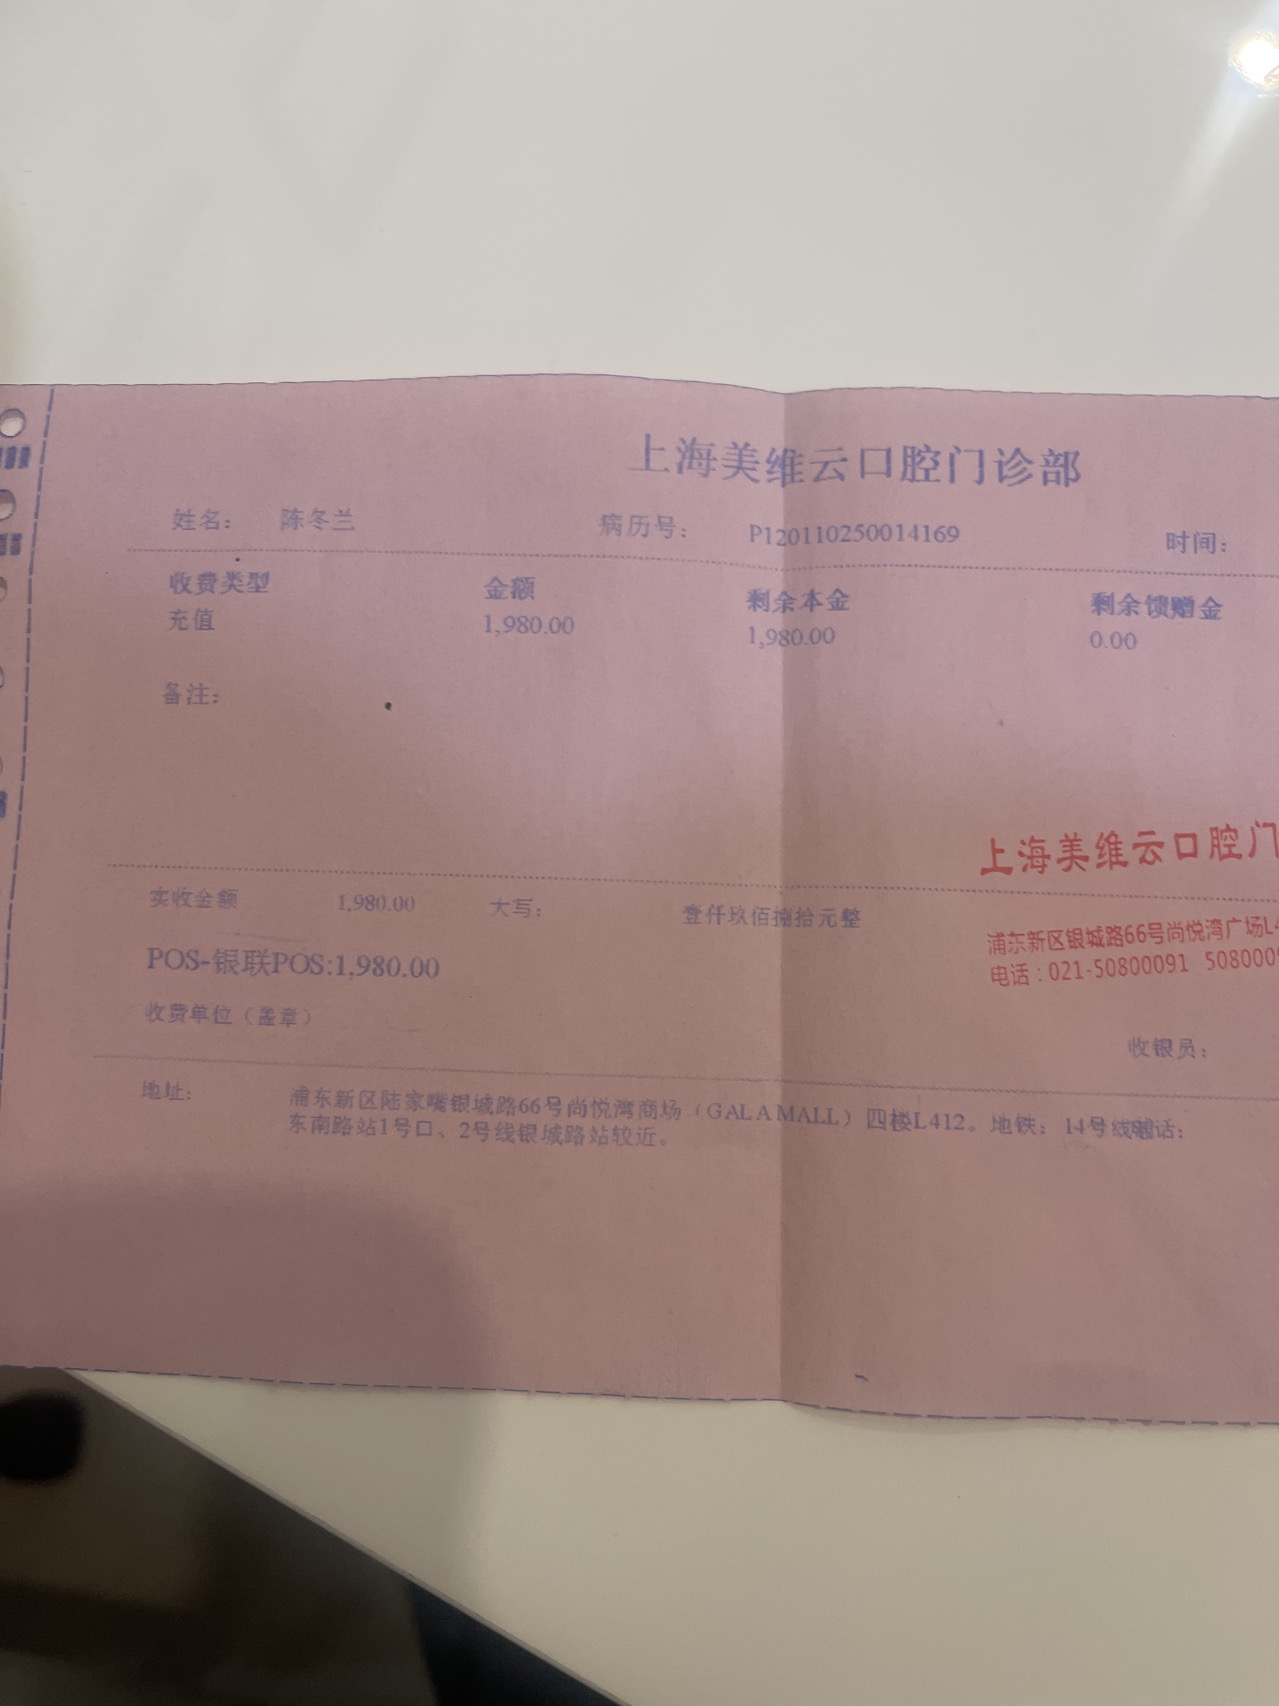 上海美维云口腔门诊部
姓名： 陈冬兰 病历号： P120110250014169 时间：
收费类型 金额 剩余本金 剩余馈赠金
充值 1,980.00 1,980.00 0.00
备注：
上海美维云口腔门
实收金额 1,980.00 大写： 壹仟玖佰捌拾元整
浦东新区银城路66号尚悦湾广场L4
POS-银联POS:1,980.00
电话：021-50800091 508000
收费单位（盖章）
收银员：
地址： 浦东新区陆家嘴银城路66号尚悦湾商场（GALAMALL）四楼L412。地铁：14号线 电话：
东南路站1号口、2号线银城路站较近。